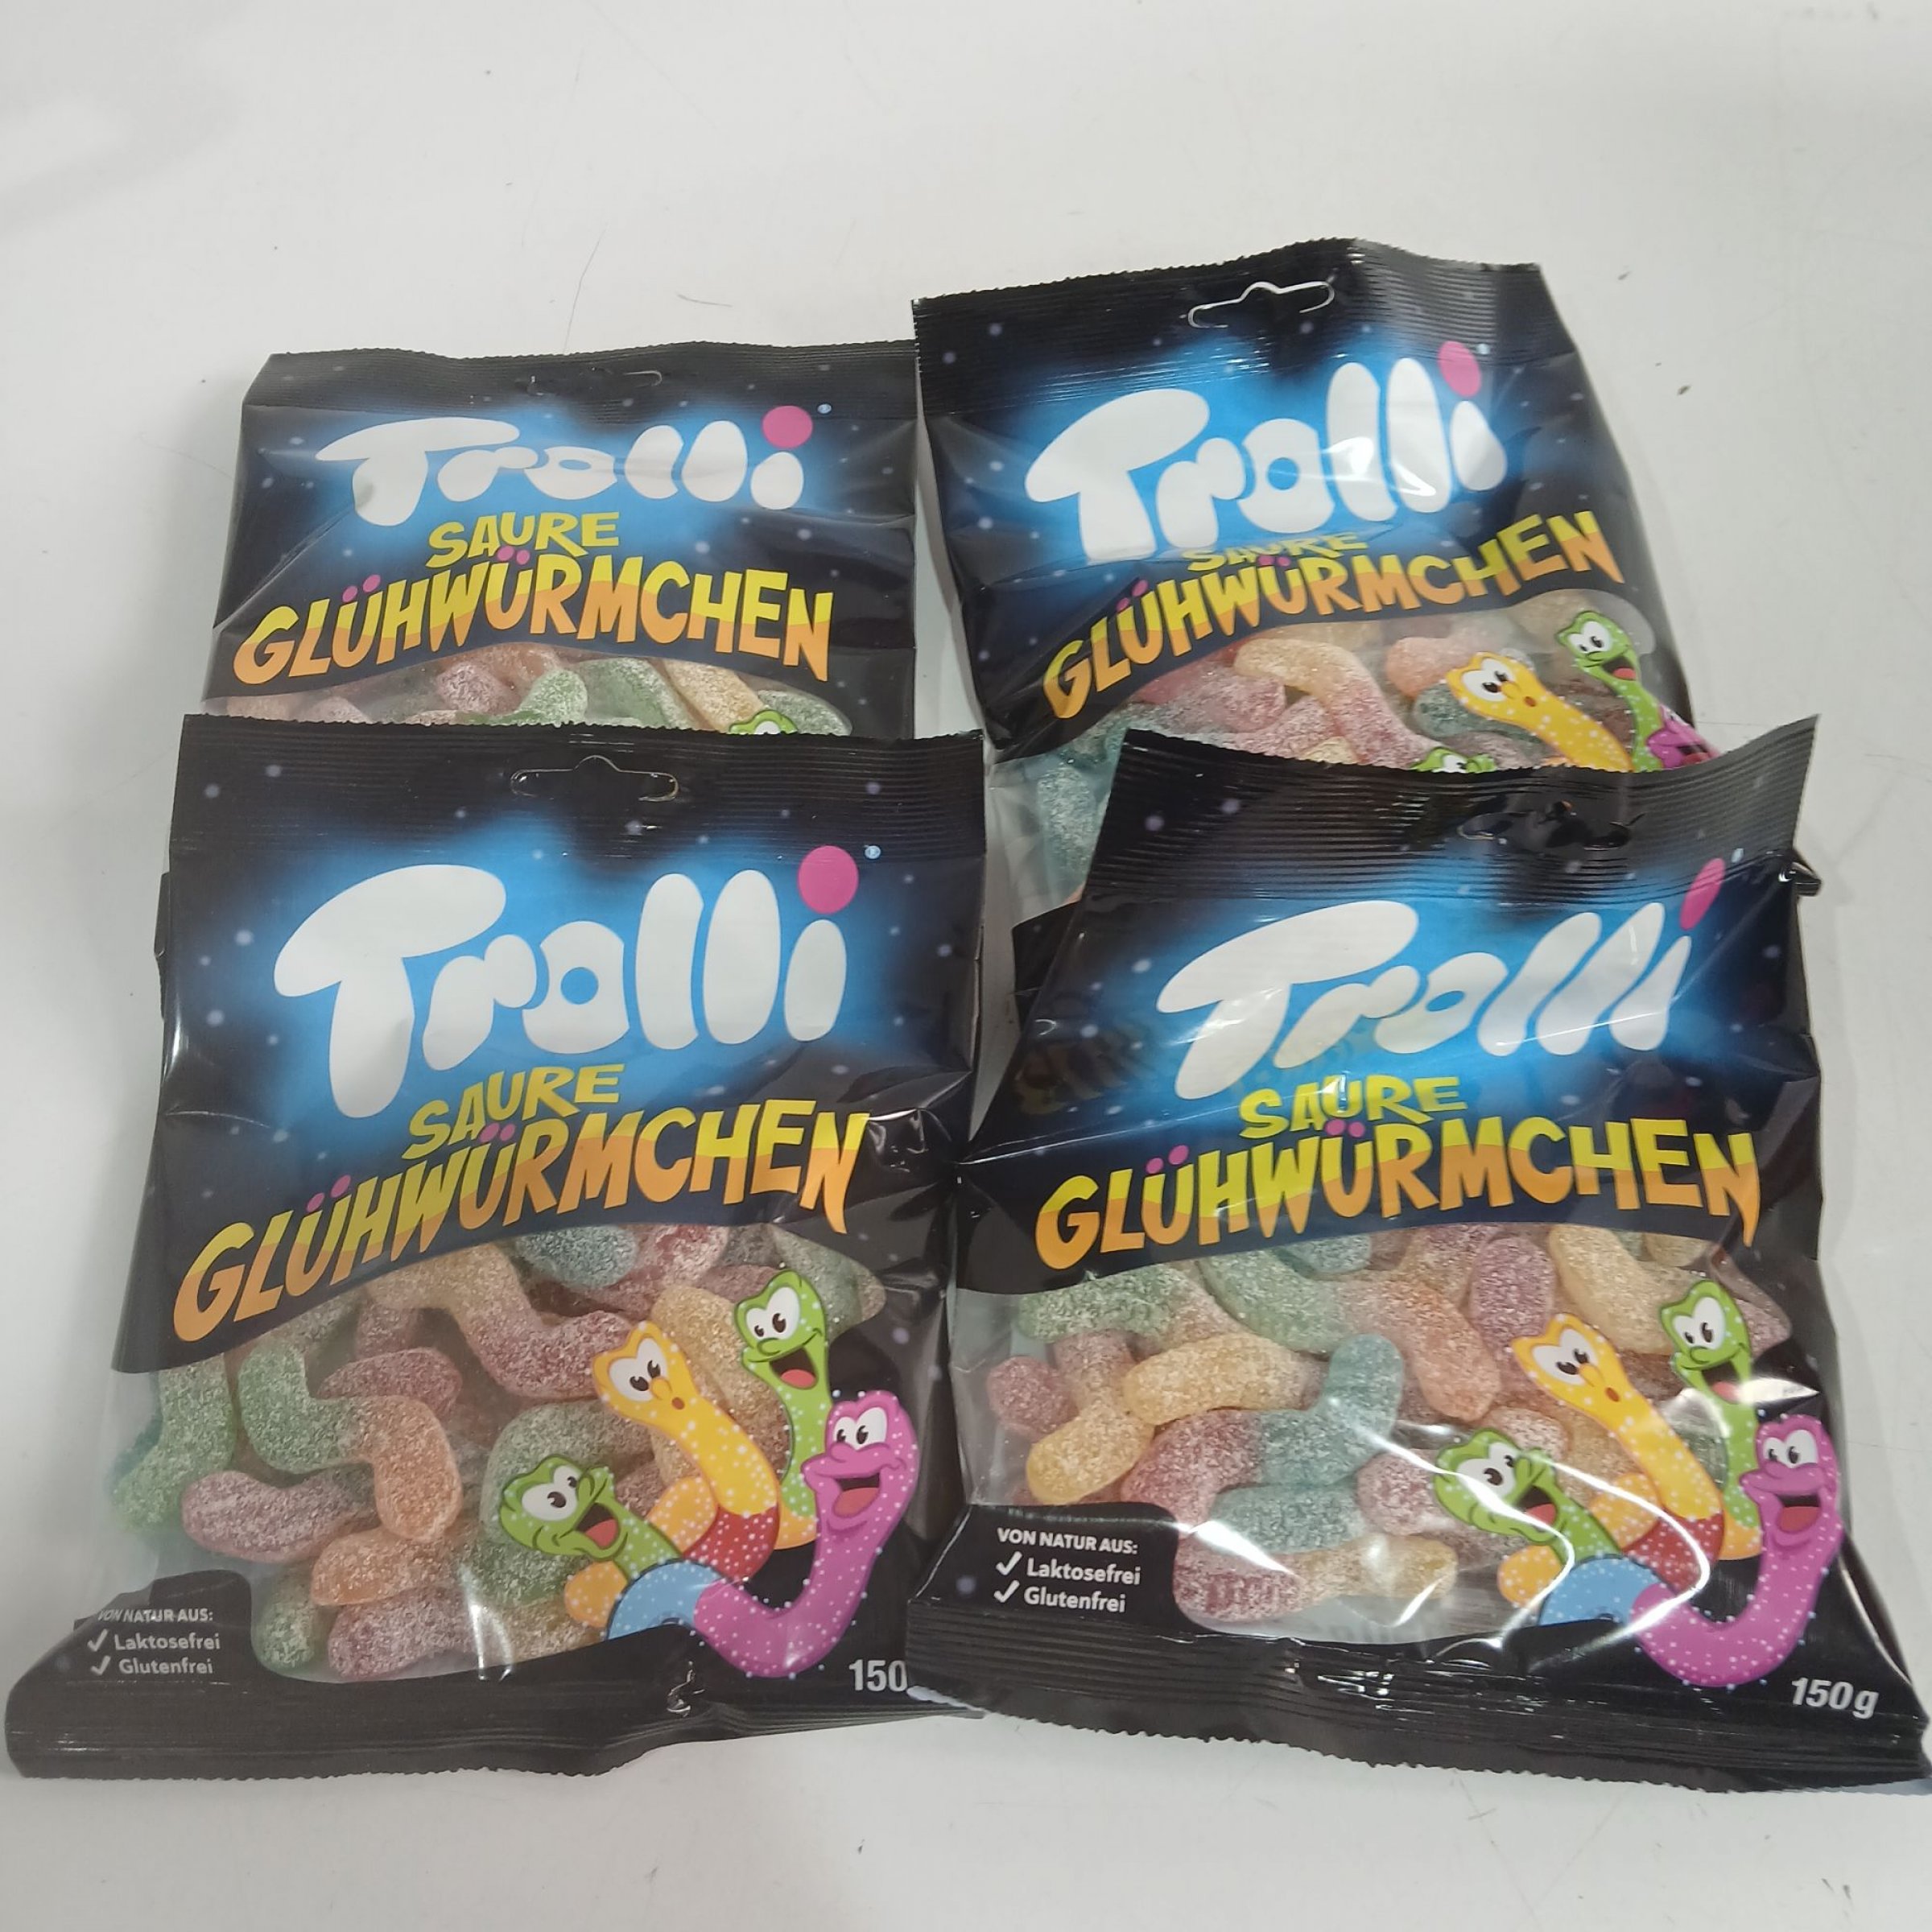 Trolli
SAURE
GLÜHWÜRMCHEN
Trolli
SAURE
GLÜHWÜRMCHEN
Trolli
SAURE
GLÜHWÜRMCHEN
VON NATUR AUS:
✓ Laktosefrei
✓ Glutenfrei
150
Trolli
SAURE
GLÜHWÜRMCHEN
VON NATUR AUS:
✓ Laktosefrei
✓ Glutenfrei
150g